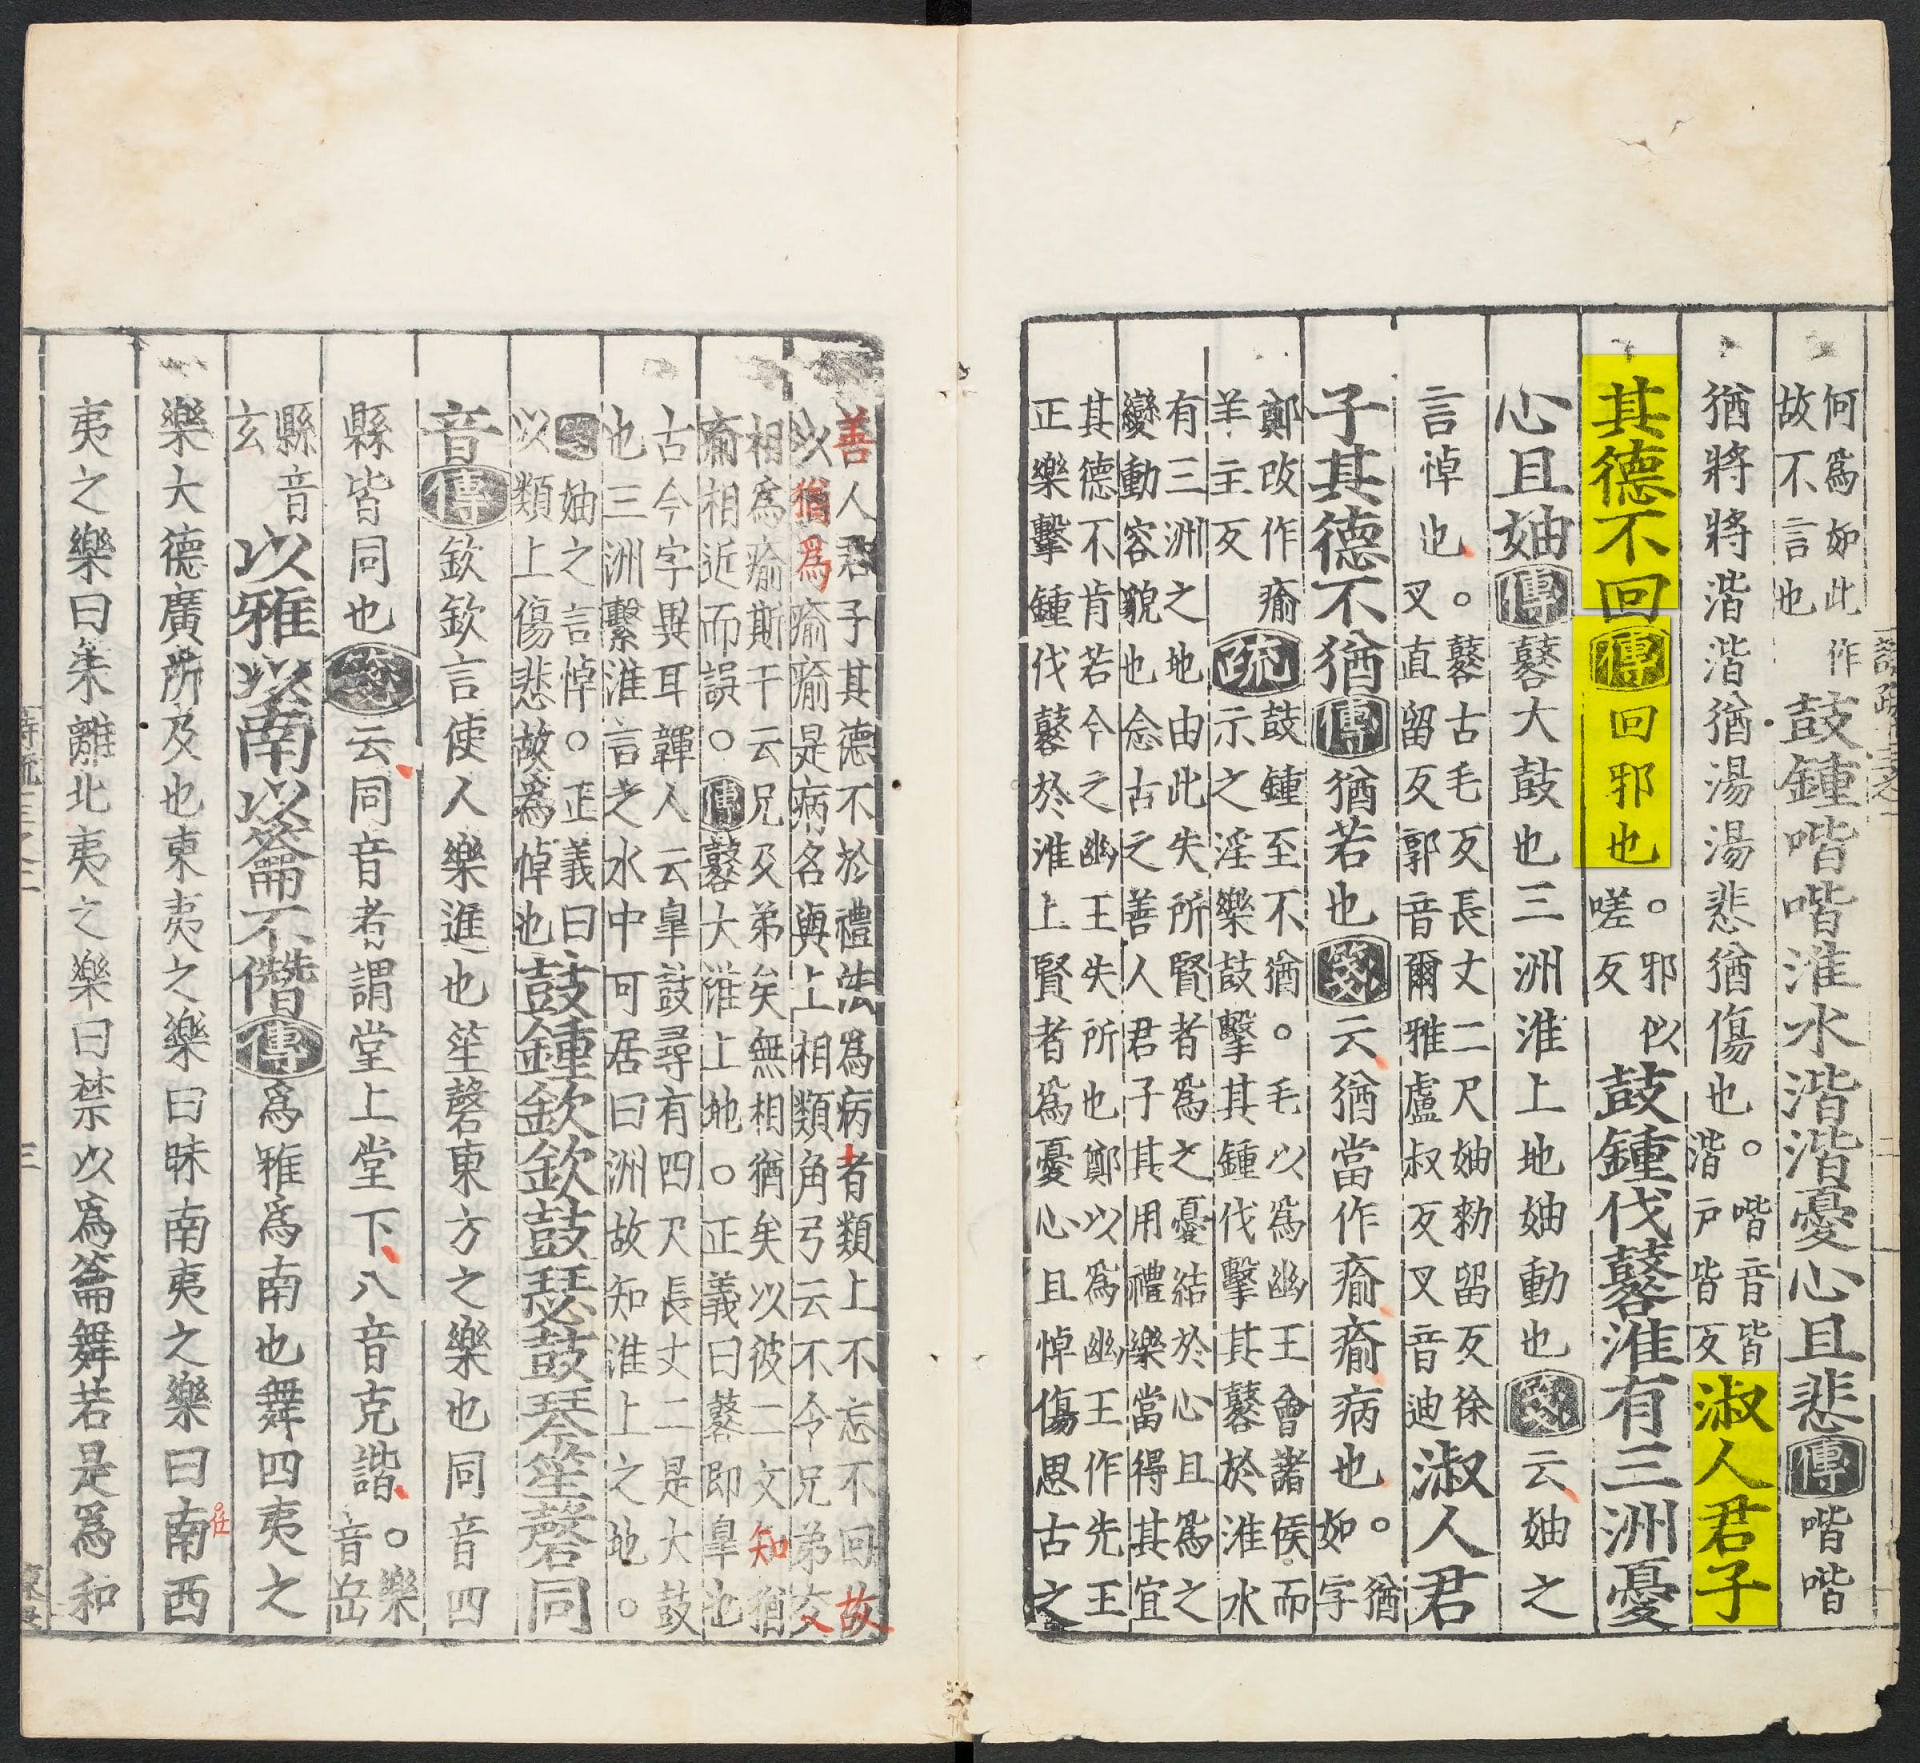 何為如此作
故不言也
鼓鍾喈喈淮水湝湝憂心且悲傳喈喈
猶將將湝湝猶湯湯悲猶傷也
。喈音皆
湝戶皆反
淑人君子
其德不回傳回邪也
。邪似
嗟反
鼓鍾伐鼛淮有三洲憂
心且妯傳鼛大鼓也三洲淮上地妯動也箋云妯之
言悼也
。鼛古毛反長丈二尺妯勑留反徐
又直留反郭音爾雅盧叔反又音迪
淑人君
子其德不猶傳猶若也箋云猶當作瘉瘉病也
。猶
如字
鄭改作瘉
羊主反
疏
鼓鍾至不猶。毛以為幽王會諸侯而
示之淫樂鼓擊其鍾伐擊其鼛於淮水
有三洲之地由此失所賢者為之憂結於心且為之
變動容貌也念古之善人君子其用禮樂當得其宜
其德不肯若今之幽王失所也鄭以為幽王作先王
正樂擊鍾伐鼛於淮上賢者為憂心且悼傷思古之
善人君子其德不於禮法為病者類上不忘不回故
以猶為瘉瘉是病名與上相類角弓云不令兄弟交
相為瘉斯干云兄及弟矣無相猶矣以彼二文知猶
瘉相近而誤。傳鼛大淮上地。正義曰鼛即臯也
古今字異耳韗人云臯鼓尋有四尺長丈二是大鼓
也三洲繫淮言之水中可居曰洲故知淮上之地。
箋妯之言悼。正義曰
以類上傷悲故為悼也
鼓鍾欽欽鼓瑟鼓琴笙磬同
音傳欽欽言使人樂進也笙磬東方之樂也同音四
縣皆同也箋云同音者謂堂上堂下八音克諧
。樂
音岳
縣音
玄
以雅以南以籥不僭傳為雅為南也舞四夷之
樂大德廣所及也東夷之樂曰昧南夷之樂曰南西
任
夷之樂曰朱離北夷之樂曰禁以為籥舞若是為和